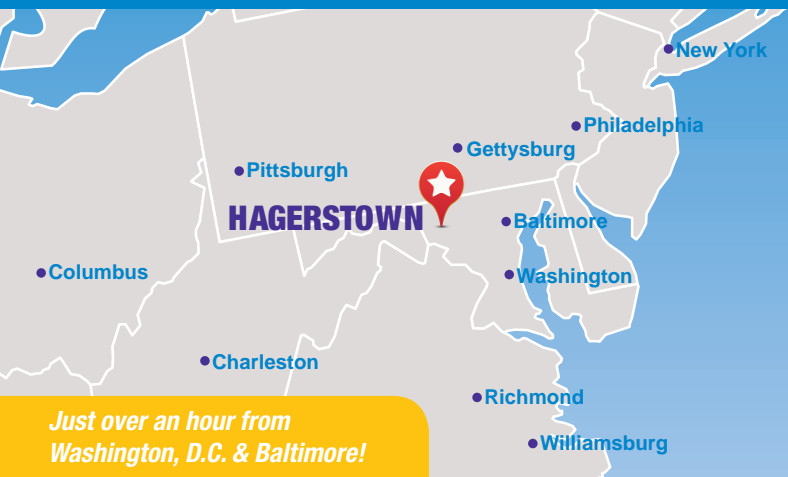 New York
Philadelphia
Gettysburg
Pittsburgh
HAGERSTOWN
Baltimore
Columbus
Washington
Charleston
Richmond
Just over an hour from
Washington, D.C. & Baltimore!
Williamsburg